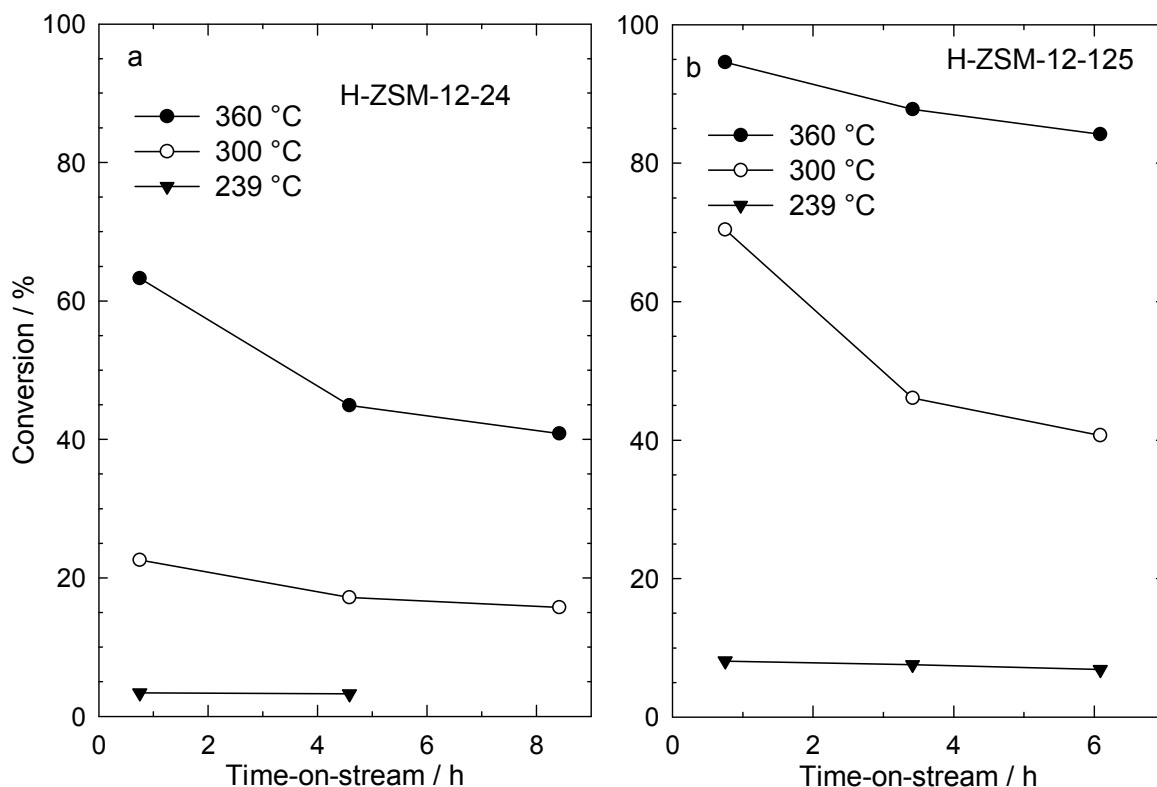 a
H-ZSM-12-24
360 °C
300 °C
239 °C
100
80
60
40
20
0
Conversion / %
0 2 4 6 8
Time-on-stream / h
b
H-ZSM-12-125
360 °C
300 °C
239 °C
100
80
60
40
20
0
0 2 4 6
Time-on-stream / h